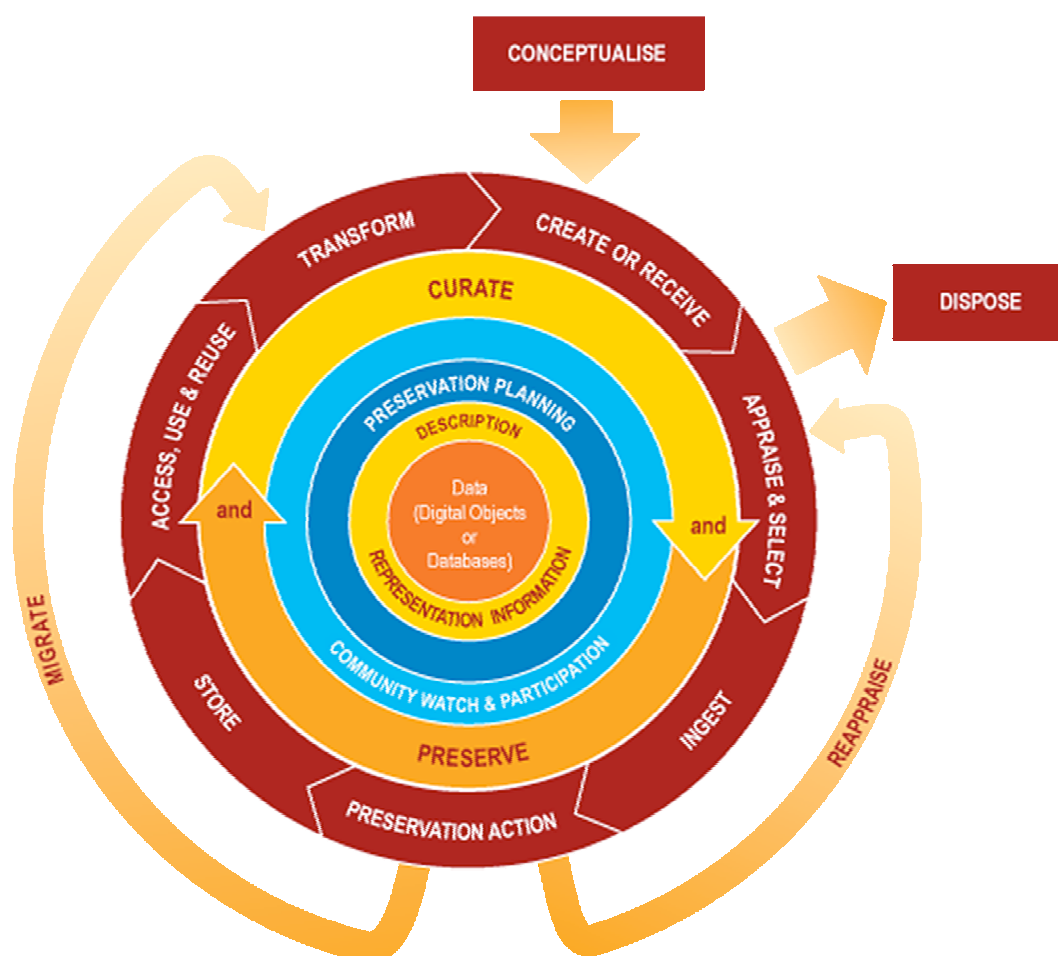 CONCEPTUALISE
TRANSFORM
CREATE OR RECEIVE
DISPOSE
CURATE
ACCESS, USE & REUSE
APPRAISE & SELECT
PRESERVATION PLANNING
DESCRIPTION
Data
(Digital Objects
or
Databases)
and
and
REPRESENTATION INFORMATION
COMMUNITY WATCH & PARTICIPATION
MIGRATE
STORE
INGEST
REAPPRAISE
PRESERVE
PRESERVATION ACTION